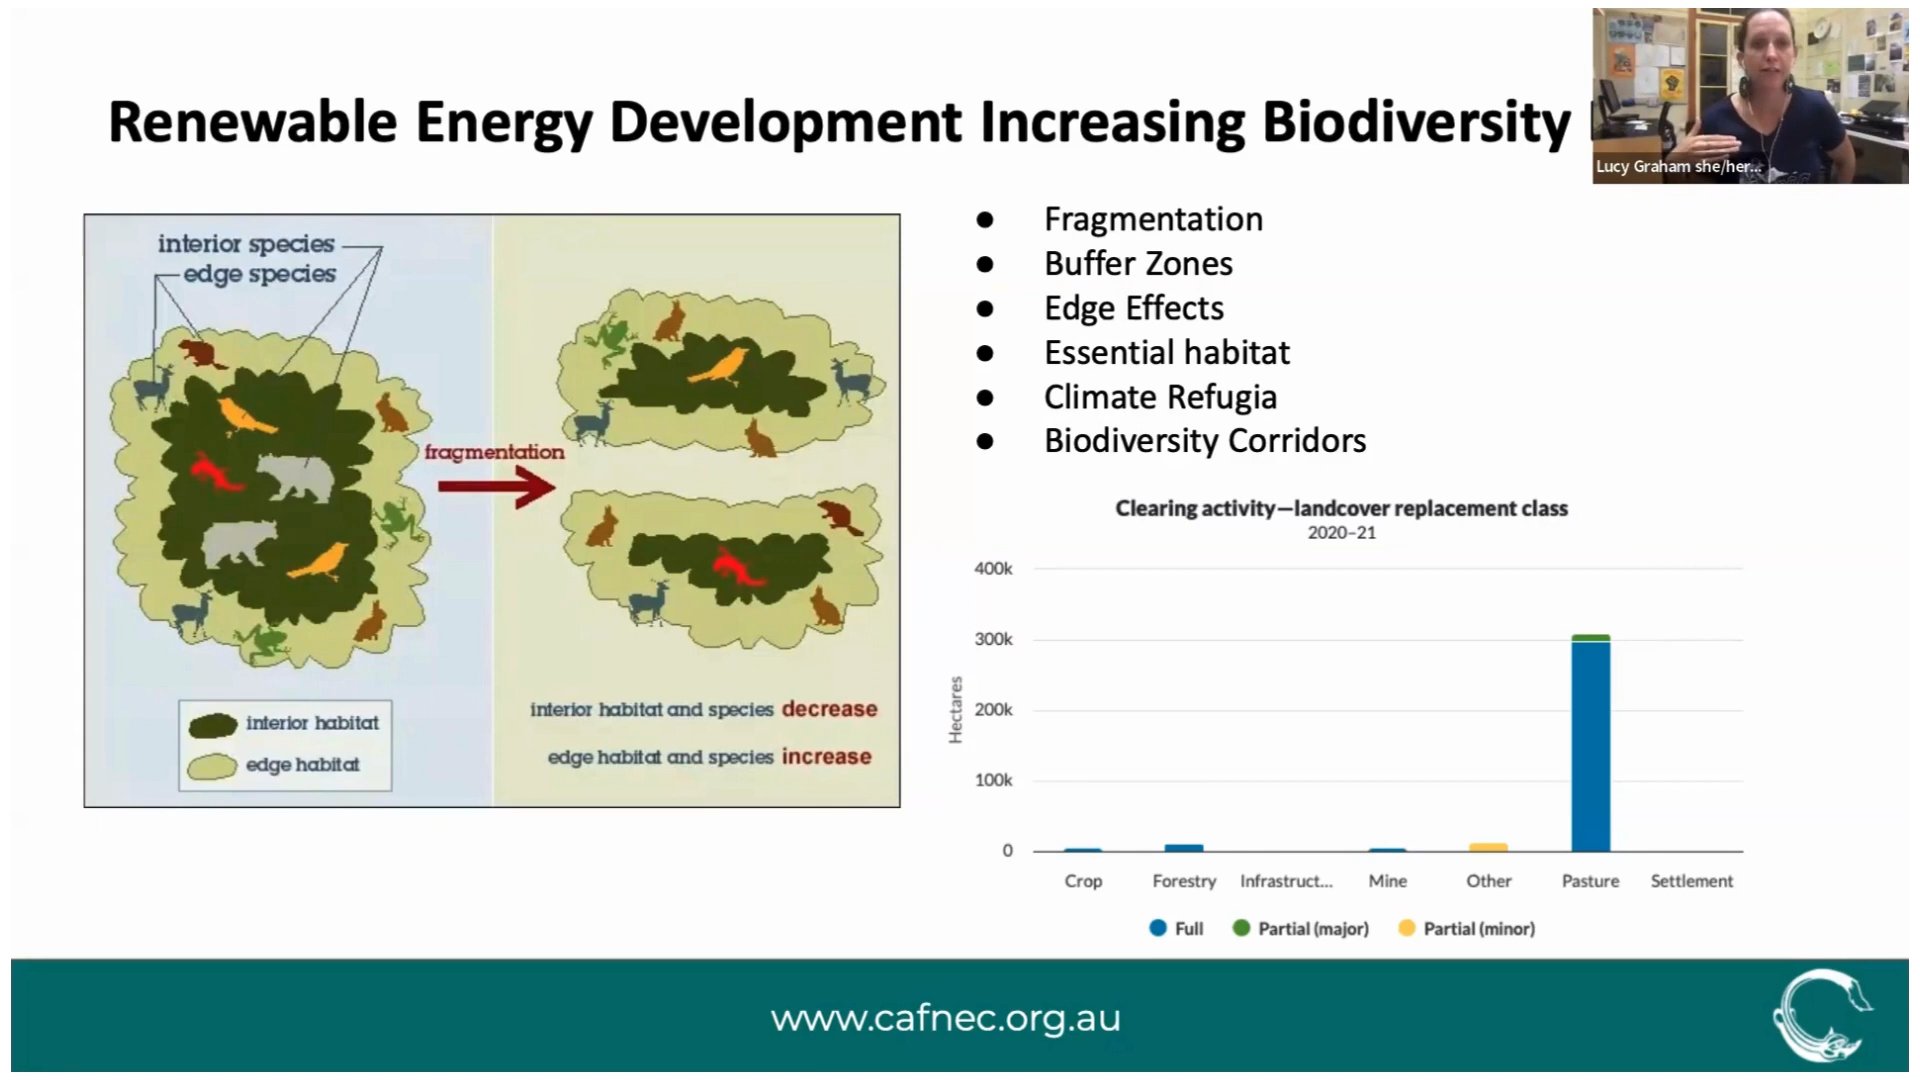 Renewable Energy Development Increasing Biodiversity
Lucy Graham she/her...
interior species
edge species
fragmentation
interior habitat
edge habitat
interior habitat and species decrease
edge habitat and species increase
● Fragmentation
● Buffer Zones
● Edge Effects
● Essential habitat
● Climate Refugia
● Biodiversity Corridors
Clearing activity—landcover replacement class
2020–21
400k
300k
200k
100k
0
Hectares
Crop Forestry Infrastruct... Mine Other Pasture Settlement
Full Partial (major) Partial (minor)
www.cafnec.org.au